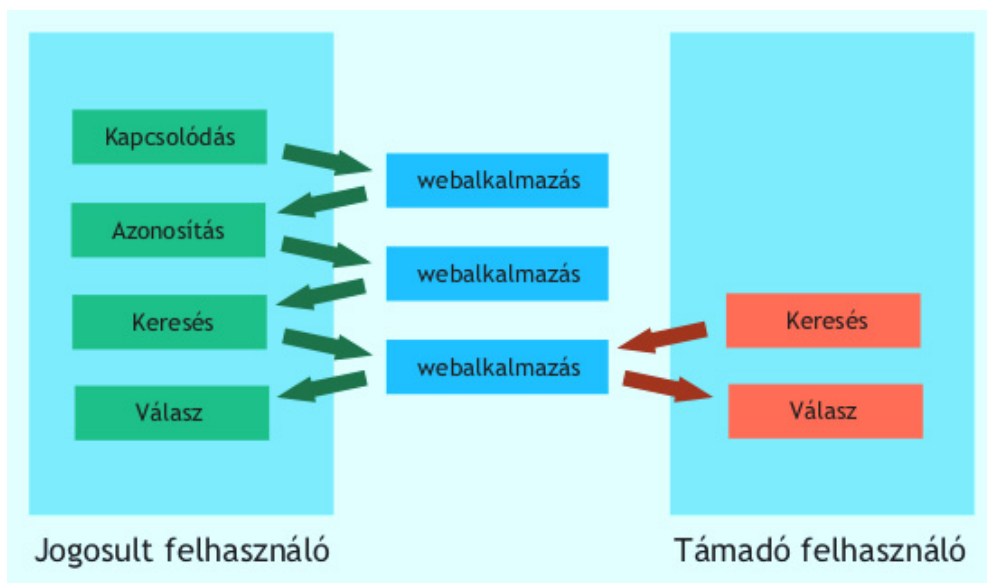 Kapcsolódás
webalkalmazás
Azonosítás
webalkalmazás
Keresés
Keresés
webalkalmazás
Válasz
Válasz
Jogosult felhasználó
Támadó felhasználó